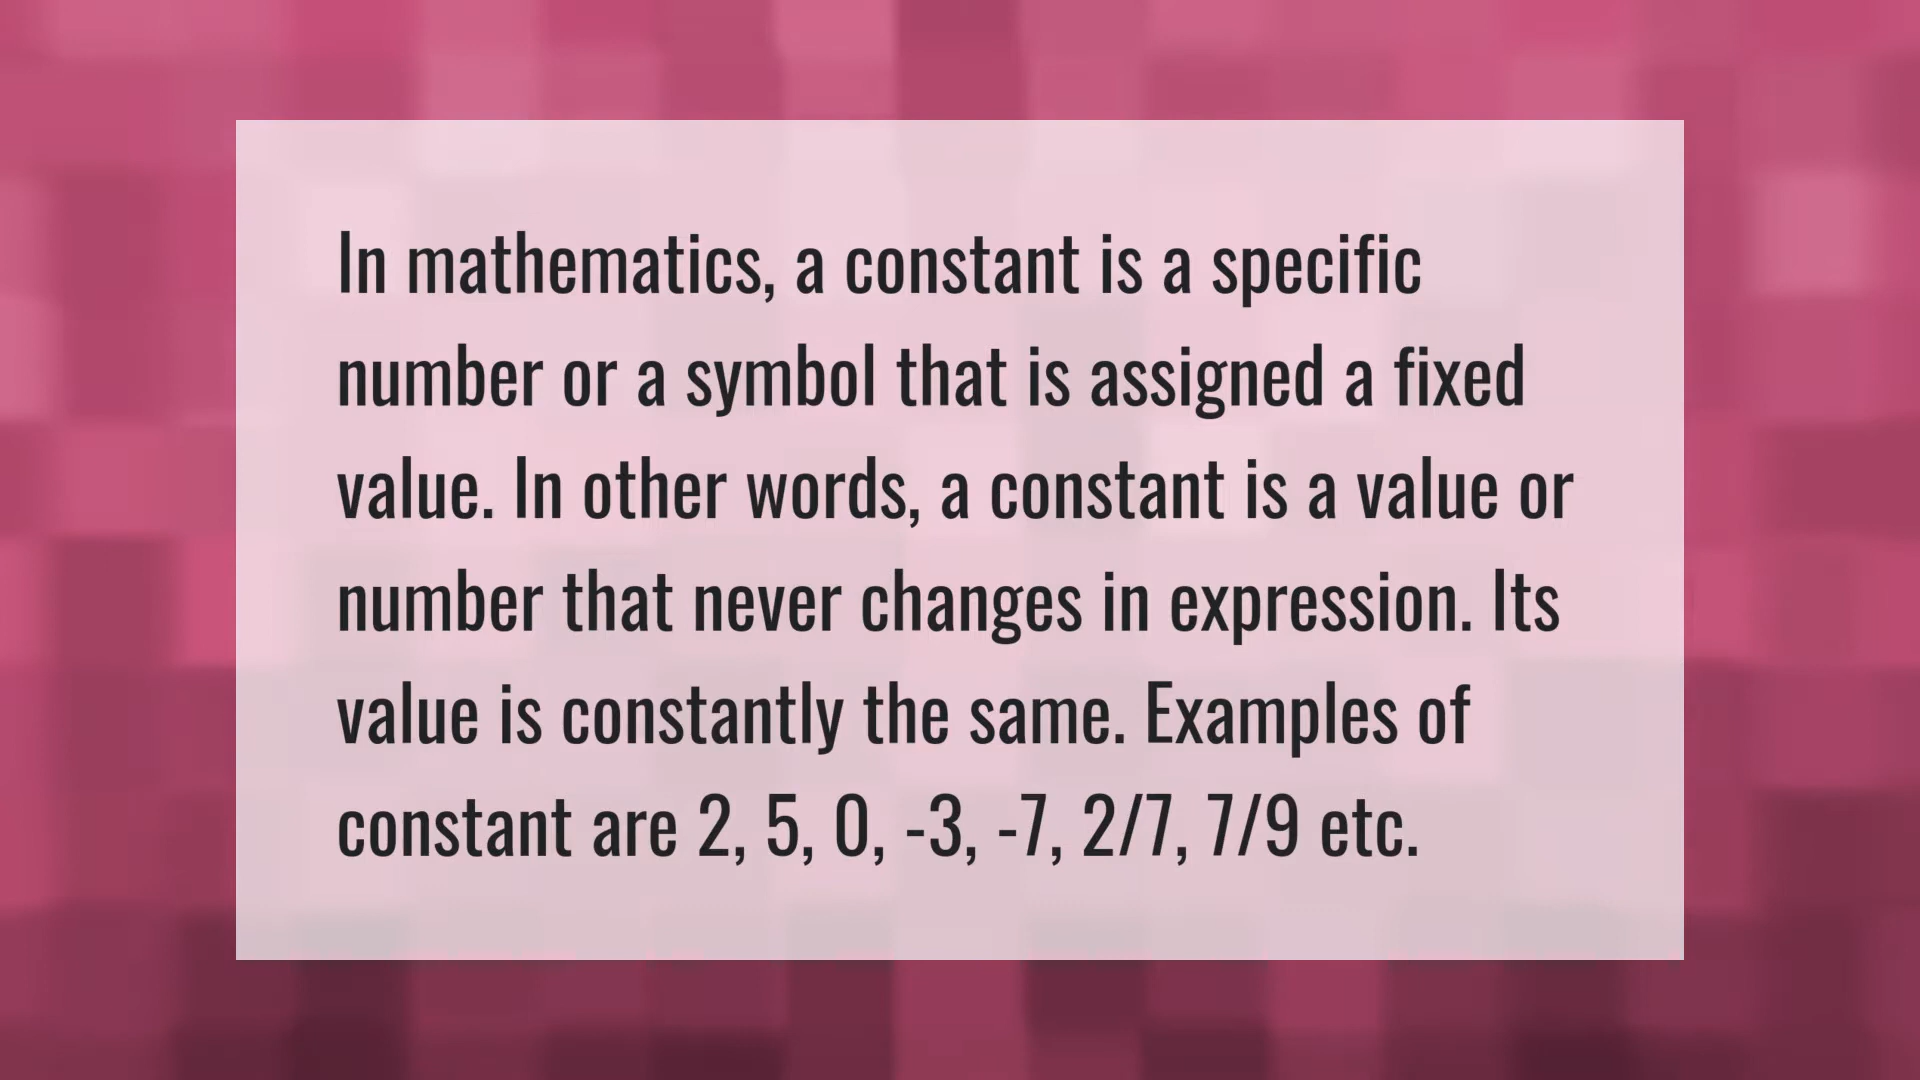 In mathematics, a constant is a specific
number or a symbol that is assigned a fixed
value. In other words, a constant is a value or
number that never changes in expression. Its
value is constantly the same. Examples of
constant are 2, 5, 0, -3, -7, 2/7, 7/9 etc.